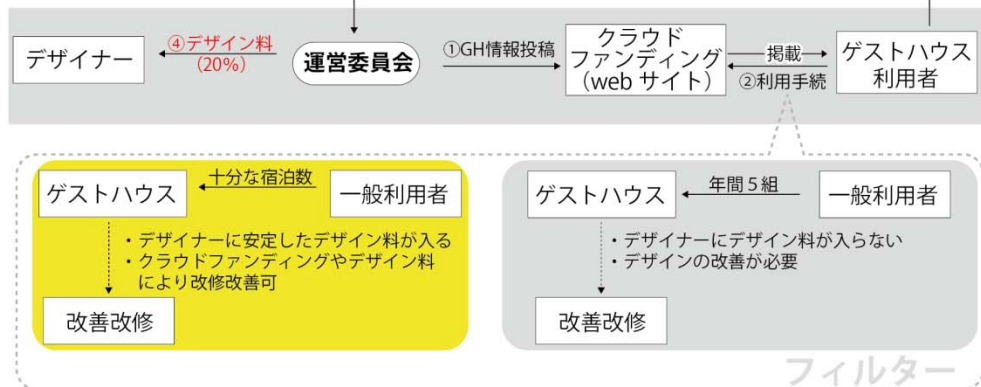 デザイナー
④デザイン料
(20%)
運営委員会
①GH情報投稿
クラウド
ファンディング
(web サイト)
掲載
②利用手続
ゲストハウス
利用者
ゲストハウス
十分な宿泊数
一般利用者
・デザイナーに安定したデザイン料が入る
・クラウドファンディングやデザイン料
により改修改善可
改善改修
ゲストハウス
年間５組
一般利用者
・デザイナーにデザイン料が入らない
・デザインの改善が必要
改善改修
フィルター